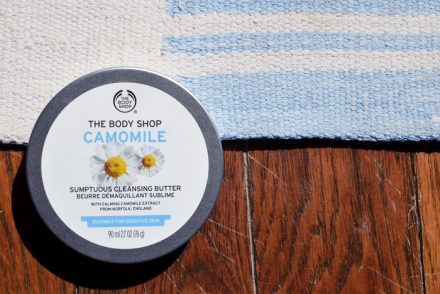 THE
BODY
SHOP
THE BODY SHOP
CAMOMILE
SUMPTUOUS CLEANSING BUTTER
BEURRE DÉMAQUILLANT SUBLIME
WITH CALMING CAMOMILE EXTRACT
FROM NORFOLK, ENGLAND
SUITABLE FOR SENSITIVE SKIN